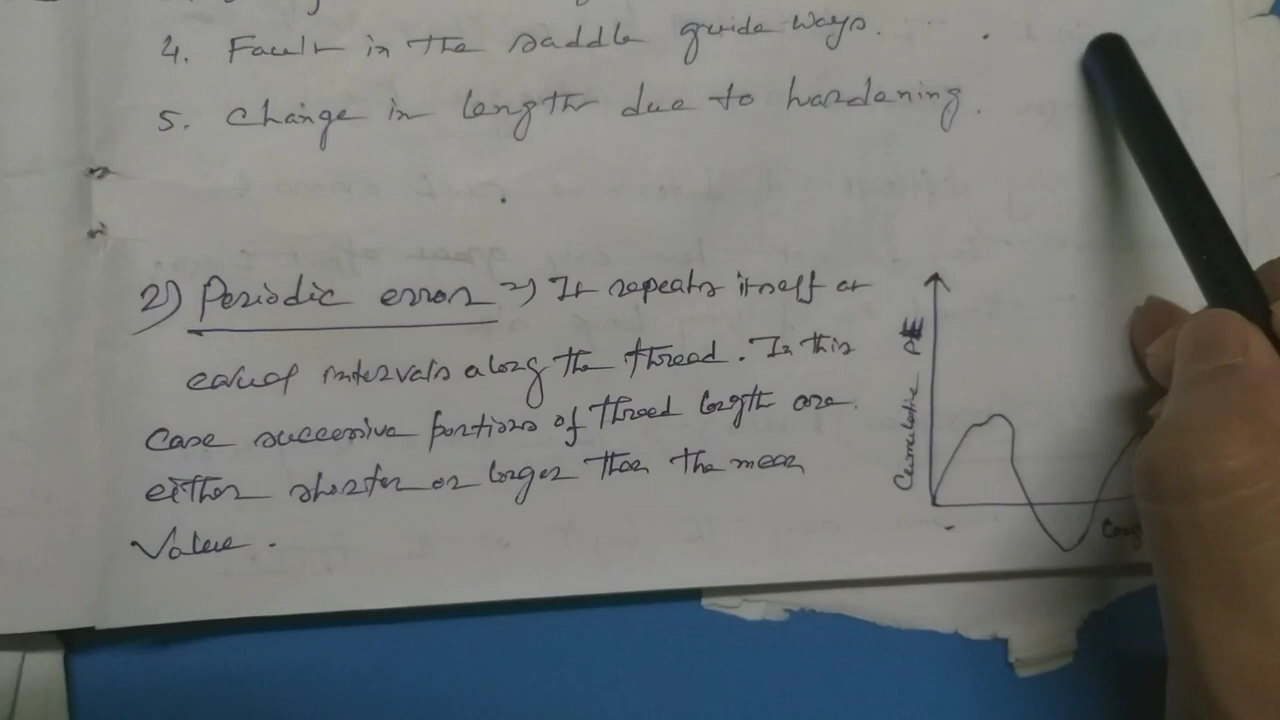 4. Fault in the saddle guide ways.
5. Change in length due to hardening.
2) Periodic error => It repeats itself at
equal intervals along the thread. In this
case successive portions of thread length are
either shorter or longer than the mean
value.
Cumulative PE